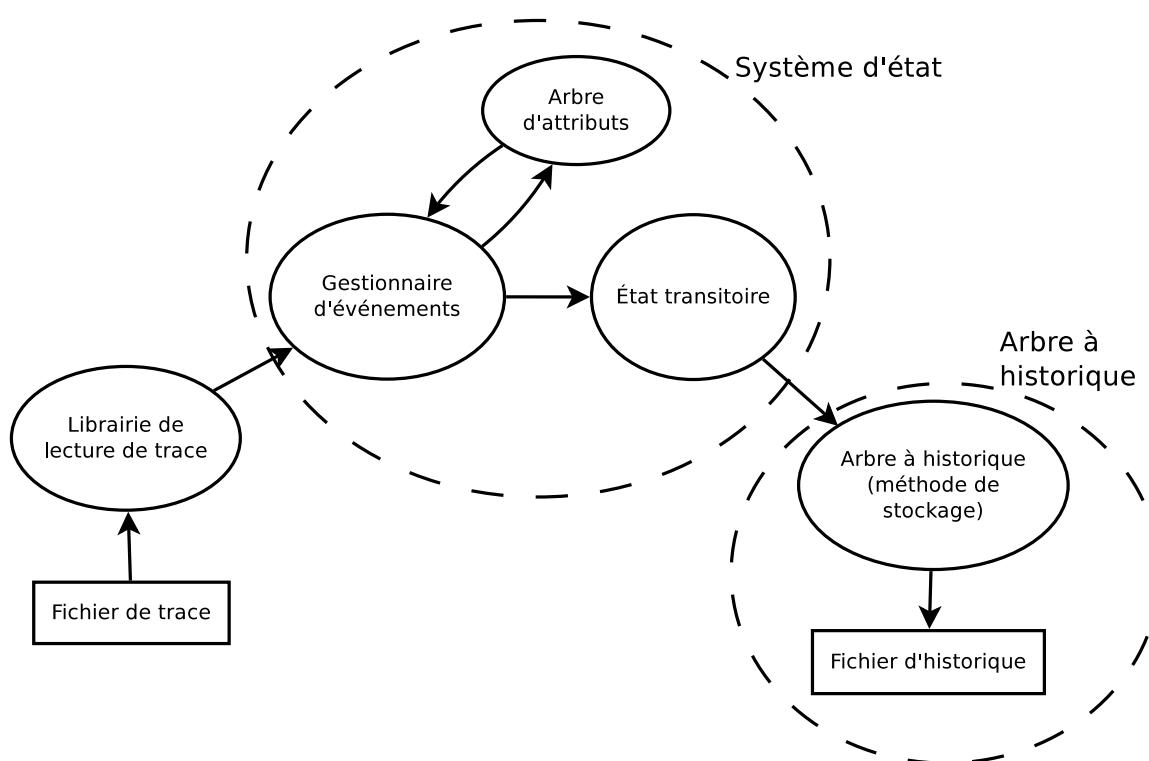 Système d'état
Arbre
d'attributs
Gestionnaire
d'événements
État transitoire
Arbre à
historique
Librairie de
lecture de trace
Arbre à historique
(méthode de
stockage)
Fichier de trace
Fichier d'historique